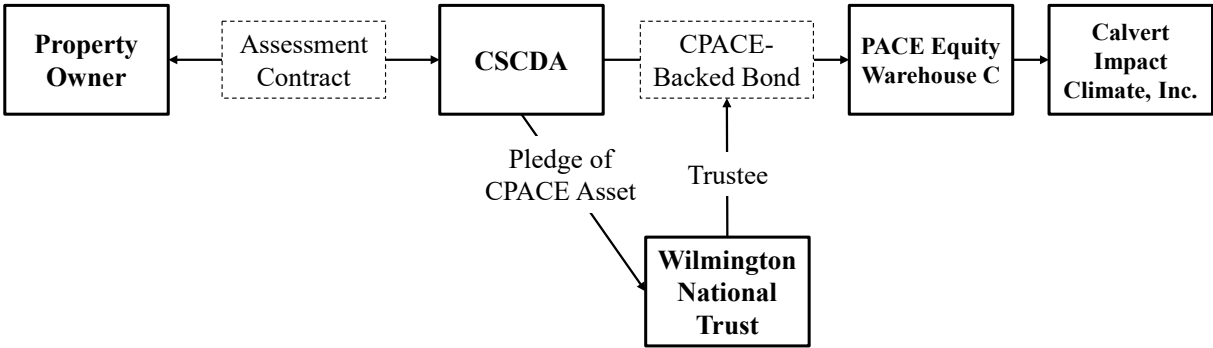 Property
Owner
Assessment
Contract
CSCDA
CPACE-
Backed Bond
PACE Equity
Warehouse C
Calvert
Impact
Climate, Inc.
Pledge of
CPACE Asset
Trustee
Wilmington
National
Trust